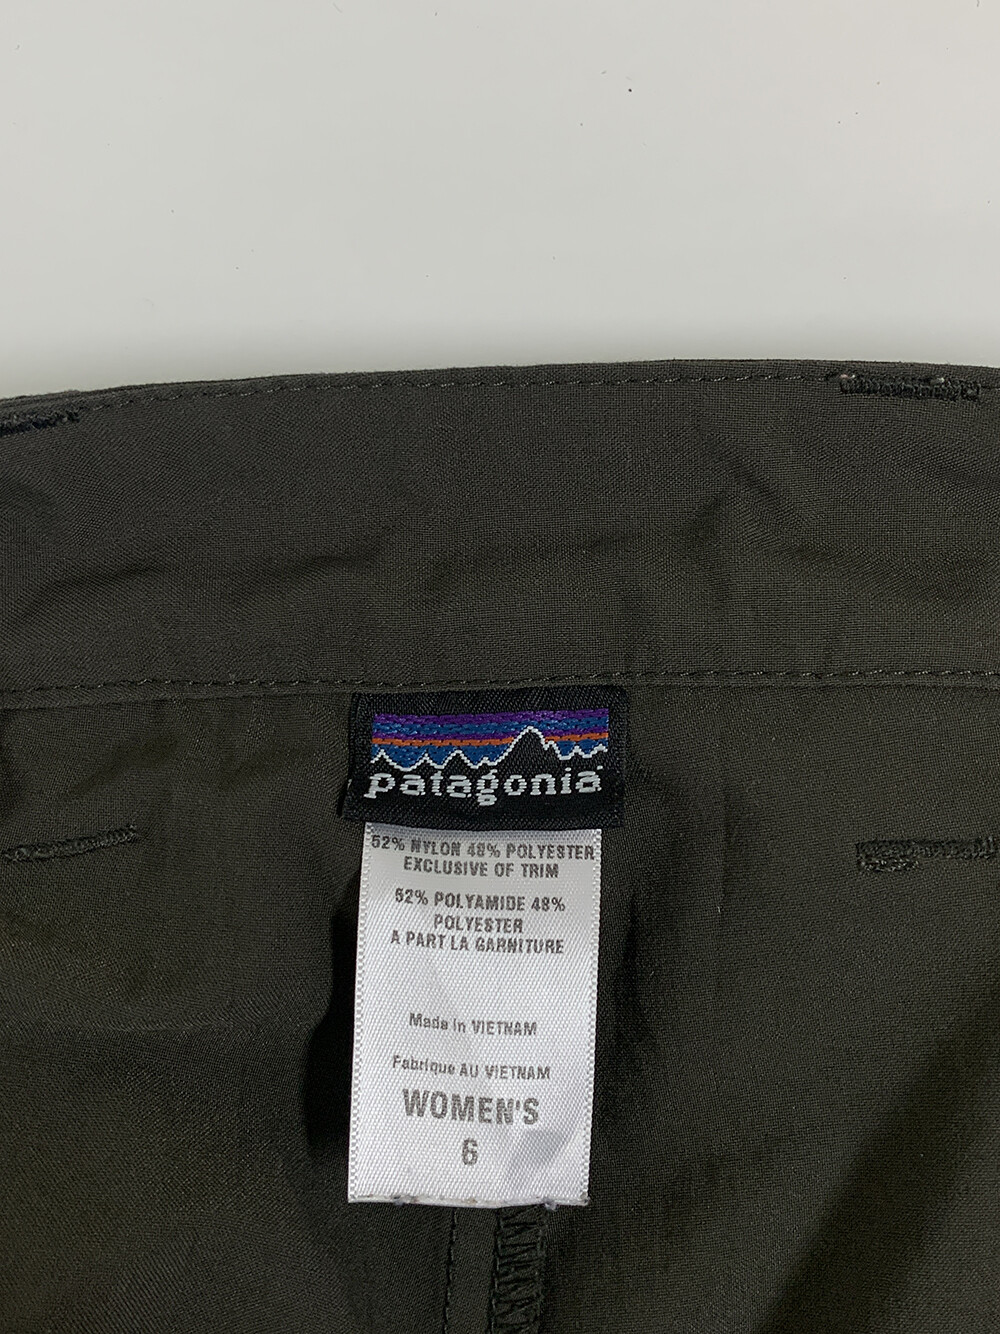 patagonia
52% NYLON 48% POLYESTER
EXCLUSIVE OF TRIM
52% POLYAMIDE 48%
POLYESTER
A PART LA GARNITURE
Made in VIETNAM
Fabrique AU VIETNAM
WOMEN'S
6